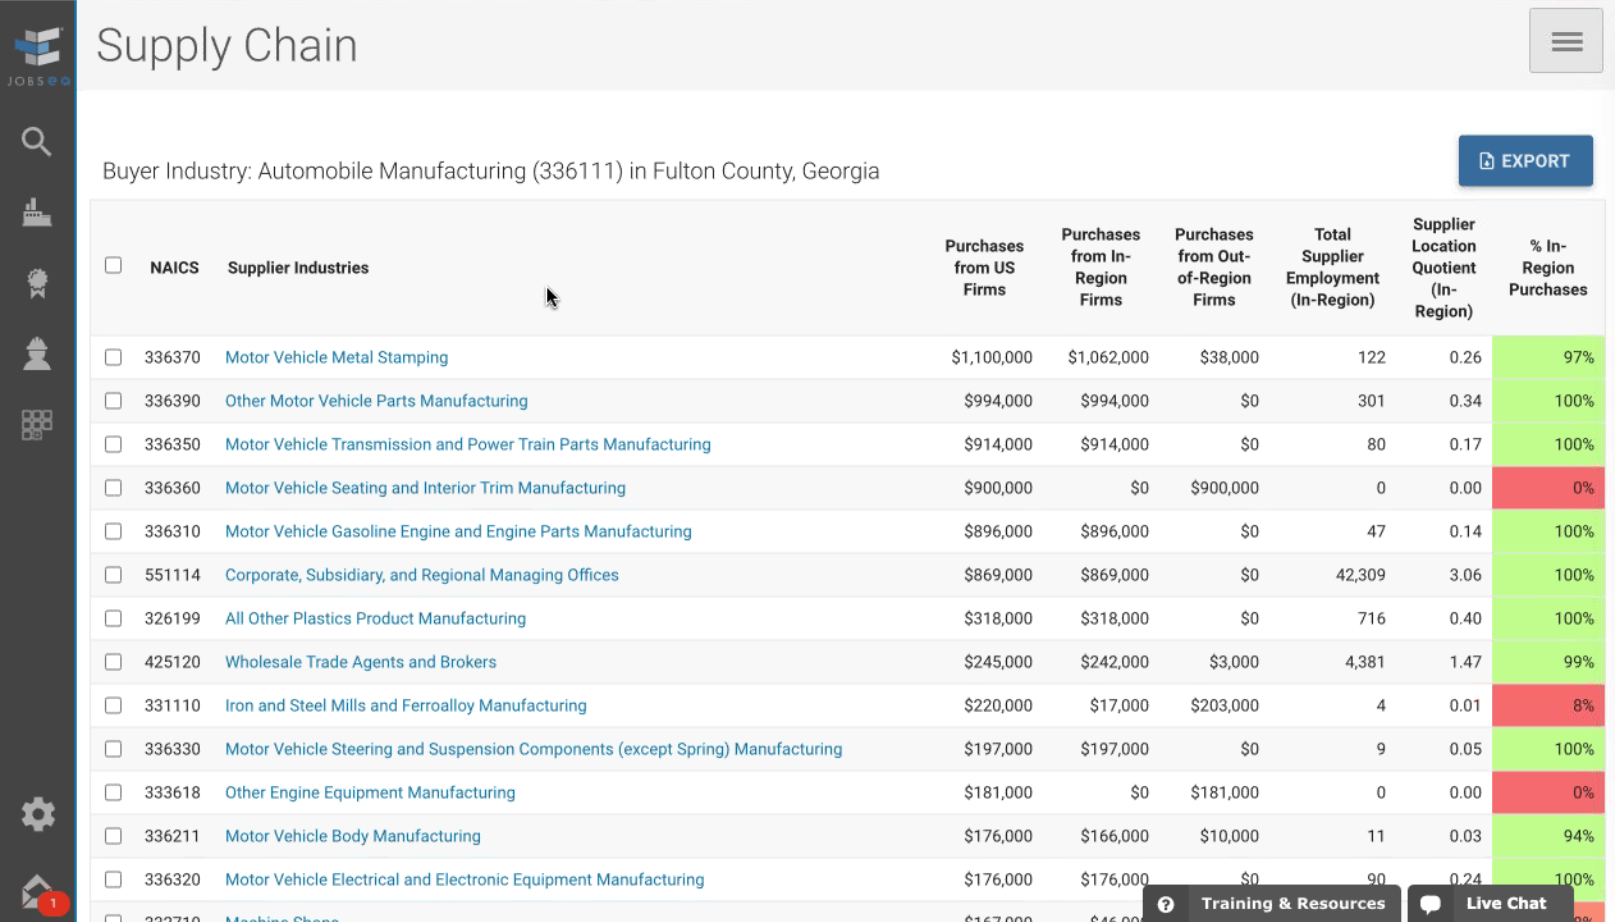 JOBSEQ
Supply Chain
Buyer Industry: Automobile Manufacturing (336111) in Fulton County, Georgia
EXPORT
NAICS Supplier Industries Purchases from US Firms Purchases from In-Region Firms Purchases from Out-of-Region Firms Total Supplier Employment (In-Region) Supplier Location Quotient (In-Region) % In-Region Purchases
336370 Motor Vehicle Metal Stamping $1,100,000 $1,062,000 $38,000 122 0.26 97%
336390 Other Motor Vehicle Parts Manufacturing $994,000 $994,000 $0 301 0.34 100%
336350 Motor Vehicle Transmission and Power Train Parts Manufacturing $914,000 $914,000 $0 80 0.17 100%
336360 Motor Vehicle Seating and Interior Trim Manufacturing $900,000 $0 $900,000 0 0.00 0%
336310 Motor Vehicle Gasoline Engine and Engine Parts Manufacturing $896,000 $896,000 $0 47 0.14 100%
551114 Corporate, Subsidiary, and Regional Managing Offices $869,000 $869,000 $0 42,309 3.06 100%
326199 All Other Plastics Product Manufacturing $318,000 $318,000 $0 716 0.40 100%
425120 Wholesale Trade Agents and Brokers $245,000 $242,000 $3,000 4,381 1.47 99%
331110 Iron and Steel Mills and Ferroalloy Manufacturing $220,000 $17,000 $203,000 4 0.01 8%
336330 Motor Vehicle Steering and Suspension Components (except Spring) Manufacturing $197,000 $197,000 $0 9 0.05 100%
333618 Other Engine Equipment Manufacturing $181,000 $0 $181,000 0 0.00 0%
336211 Motor Vehicle Body Manufacturing $176,000 $166,000 $10,000 11 0.03 94%
336320 Motor Vehicle Electrical and Electronic Equipment Manufacturing $176,000 $176,000 $0 90 0.24 100%
Machine Shops
1
Training & Resources
Live Chat